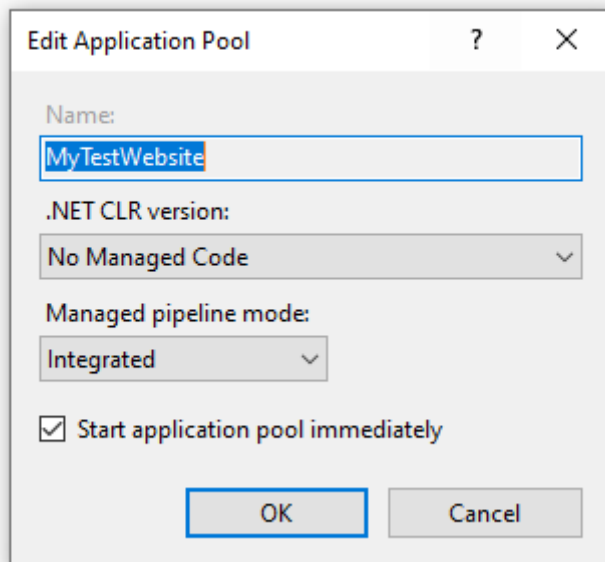 Edit Application Pool ?
Name:
MyTestWebsite
.NET CLR version:
No Managed Code
Managed pipeline mode:
Integrated
Start application pool immediately
OK Cancel